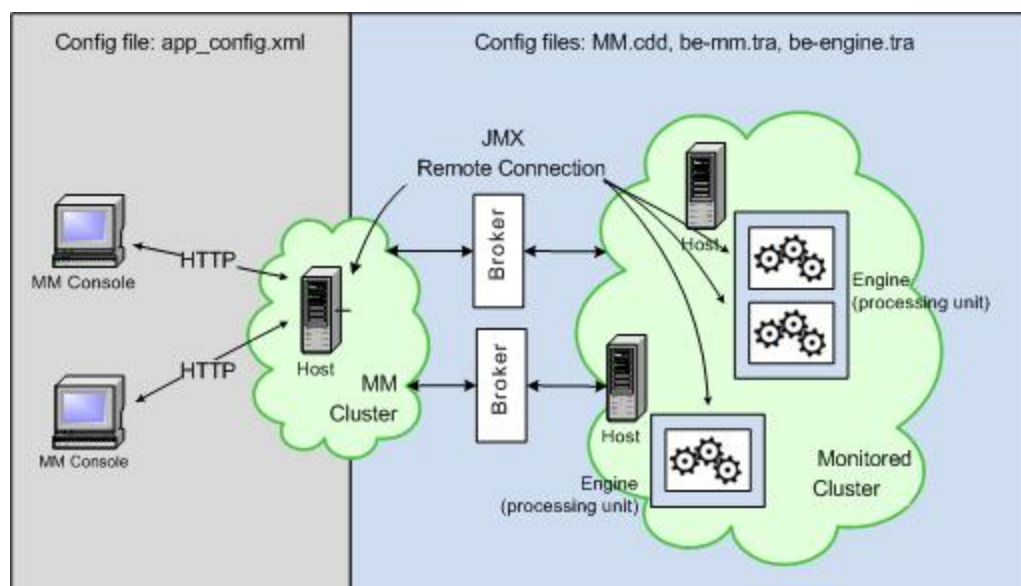 Config file: app_config.xml
Config files: MM.cdd, be-mm.tra, be-engine.tra
JMX
Remote Connection
MM Console
HTTP
Host
MM
Cluster
Broker
Host
Engine
(processing unit)
HTTP
MM Console
Broker
Host
Engine
(processing unit)
Monitored
Cluster